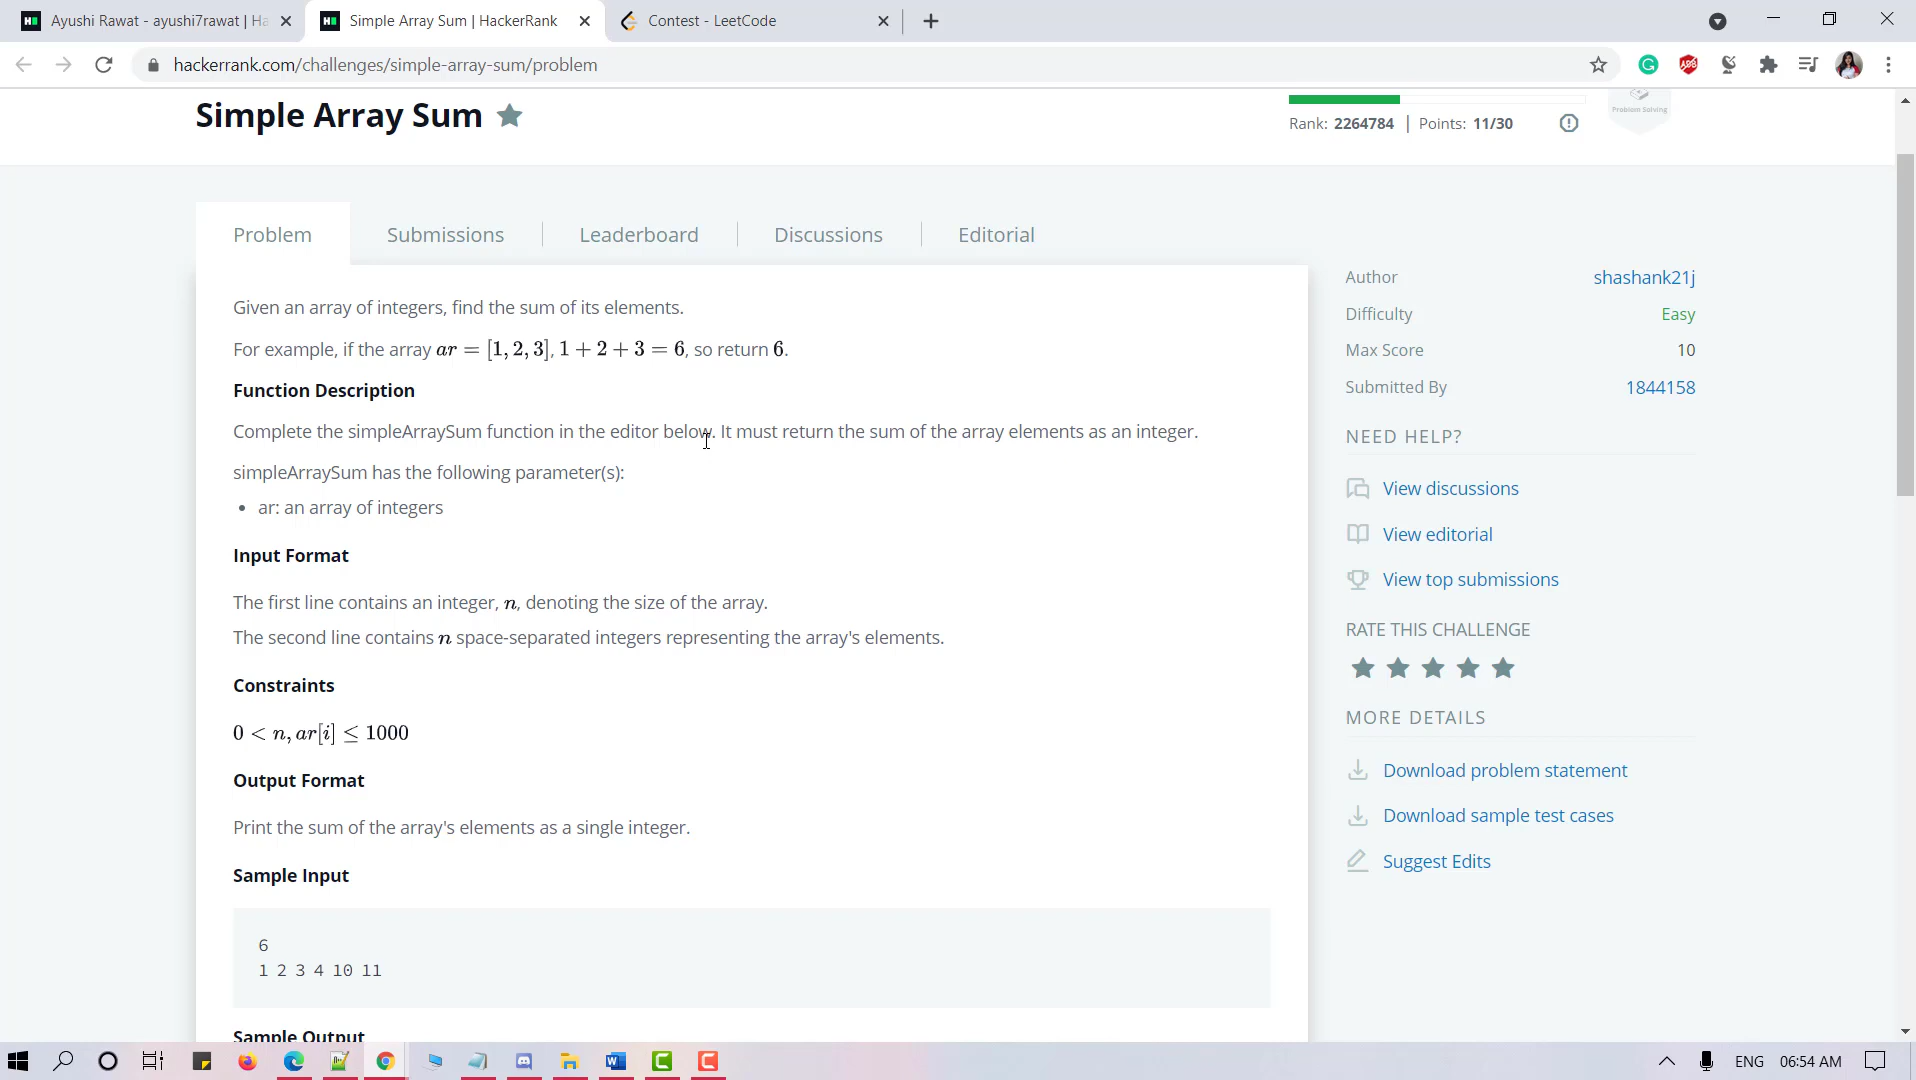 Ayushi Rawat - ayushi7rawat | Ha
Simple Array Sum | HackerRank
Contest - LeetCode
hackerrank.com/challenges/simple-array-sum/problem
Simple Array Sum
Rank: 2264784 | Points: 11/30
Problem Solving
Problem
Submissions
Leaderboard
Discussions
Editorial
Given an array of integers, find the sum of its elements.
For example, if the array ar = [1, 2, 3], 1 + 2 + 3 = 6, so return 6.
Function Description
Complete the simpleArraySum function in the editor below. It must return the sum of the array elements as an integer.
simpleArraySum has the following parameter(s):
• ar: an array of integers
Input Format
The first line contains an integer, n, denoting the size of the array.
The second line contains n space-separated integers representing the array's elements.
Constraints
0 < n, ar[i] ≤ 1000
Output Format
Print the sum of the array's elements as a single integer.
Sample Input
6
1 2 3 4 10 11
Sample Output
Author shashank21j
Difficulty Easy
Max Score 10
Submitted By 1844158
NEED HELP?
View discussions
View editorial
View top submissions
RATE THIS CHALLENGE
MORE DETAILS
Download problem statement
Download sample test cases
Suggest Edits
ENG 06:54 AM